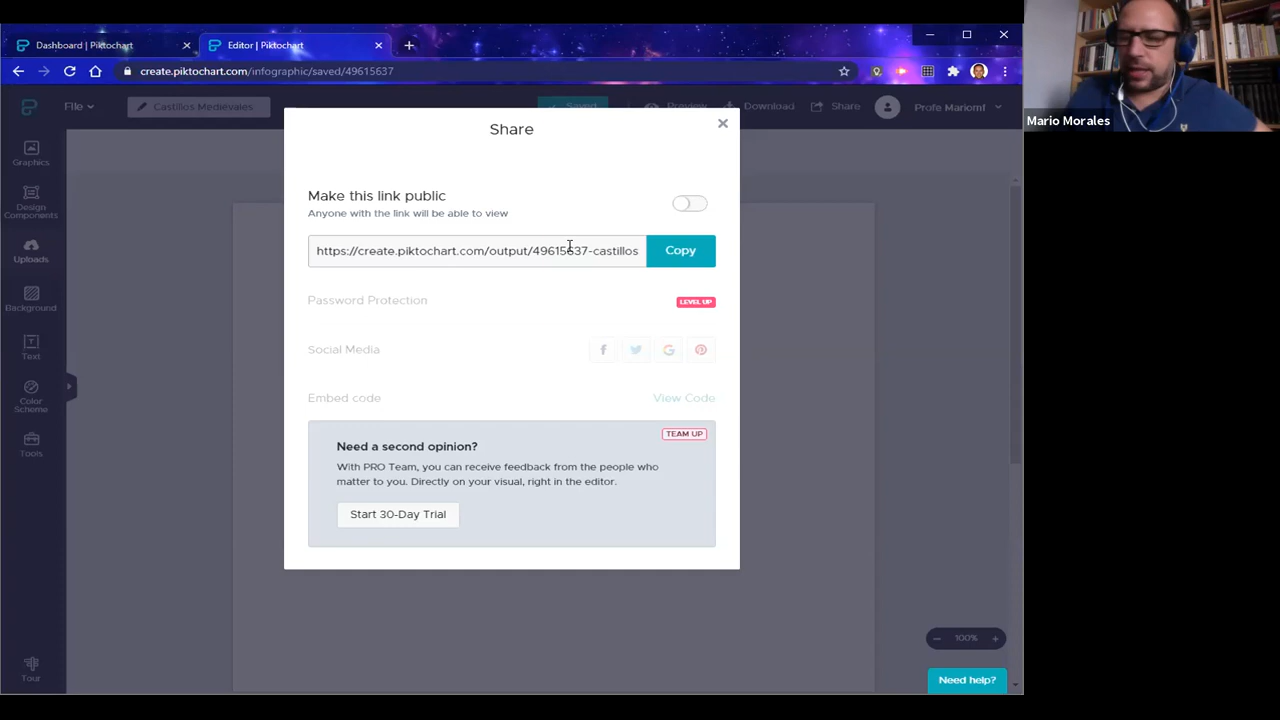 Dashboard | Piktochart
Editor | Piktochart
create.piktochart.com/infographic/saved/49615637
File
Castillos Medievales
Saved
Preview
Download
Share
Profe Mariomf
Mario Morales
Graphics
Design
Components
Uploads
Background
Text
Color
Scheme
Tools
Tour
Share
Make this link public
Anyone with the link will be able to view
https://create.piktochart.com/output/49615637-castillos
Copy
Password Protection
LEVEL UP
Social Media
Embed code
View Code
TEAM UP
Need a second opinion?
With PRO Team, you can receive feedback from the people who
matter to you. Directly on your visual, right in the editor.
Start 30-Day Trial
100%
Need help?